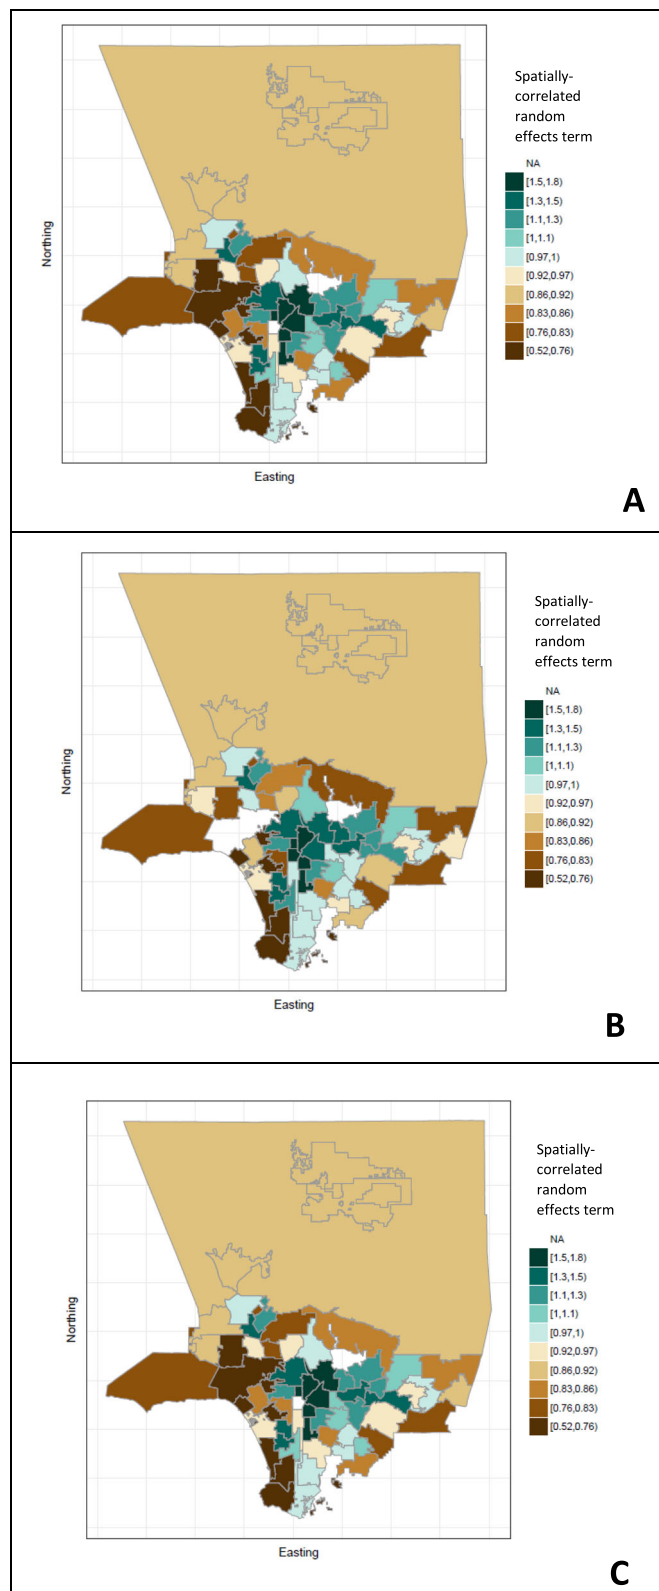 Spatially-
correlated
random
effects term
NA
[1.5,1.8)
[1.3,1.5)
[1.1,1.3)
[1,1.1)
[0.97,1)
[0.92,0.97)
[0.86,0.92)
[0.83,0.86)
[0.76,0.83)
[0.52,0.76)
Northing
Easting
A
Spatially-
correlated
random
effects term
NA
[1.5,1.8)
[1.3,1.5)
[1.1,1.3)
[1,1.1)
[0.97,1)
[0.92,0.97)
[0.86,0.92)
[0.83,0.86)
[0.76,0.83)
[0.52,0.76)
Northing
Easting
B
Spatially-
correlated
random
effects term
NA
[1.5,1.8)
[1.3,1.5)
[1.1,1.3)
[1,1.1)
[0.97,1)
[0.92,0.97)
[0.86,0.92)
[0.83,0.86)
[0.76,0.83)
[0.52,0.76)
Northing
Easting
C